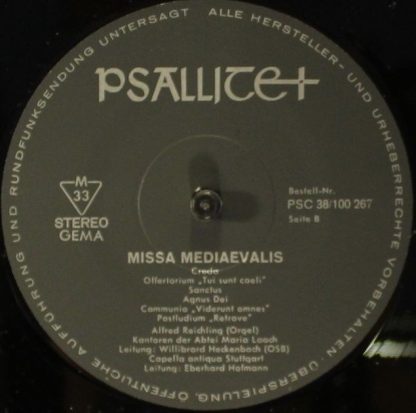 ALLE HERSTELLER- UND URHEBERRECHTE VORBEHALTEN ÜBERSPIELUNG, ÖFFENTLICHE AUFFÜHRUNG UND RUNDFUNKSENDUNG UNTERSAGT
PSALLITE
M
33
STEREO
GEMA
Bestell-Nr.
PSC 38/100 267
Seite B
MISSA MEDIAEVALIS
Credo
Offertorium „Tui sunt caeli"
Sanctus
Agnus Dei
Communio „Viderunt omnes"
Postludium „Retrove"
Alfred Reichling (Orgel)
Kantoren der Abtei Maria Laach
Leitung: Willibrord Heckenbach (OSB)
Capella antiqua Stuttgart
Leitung: Eberhard Hofmann